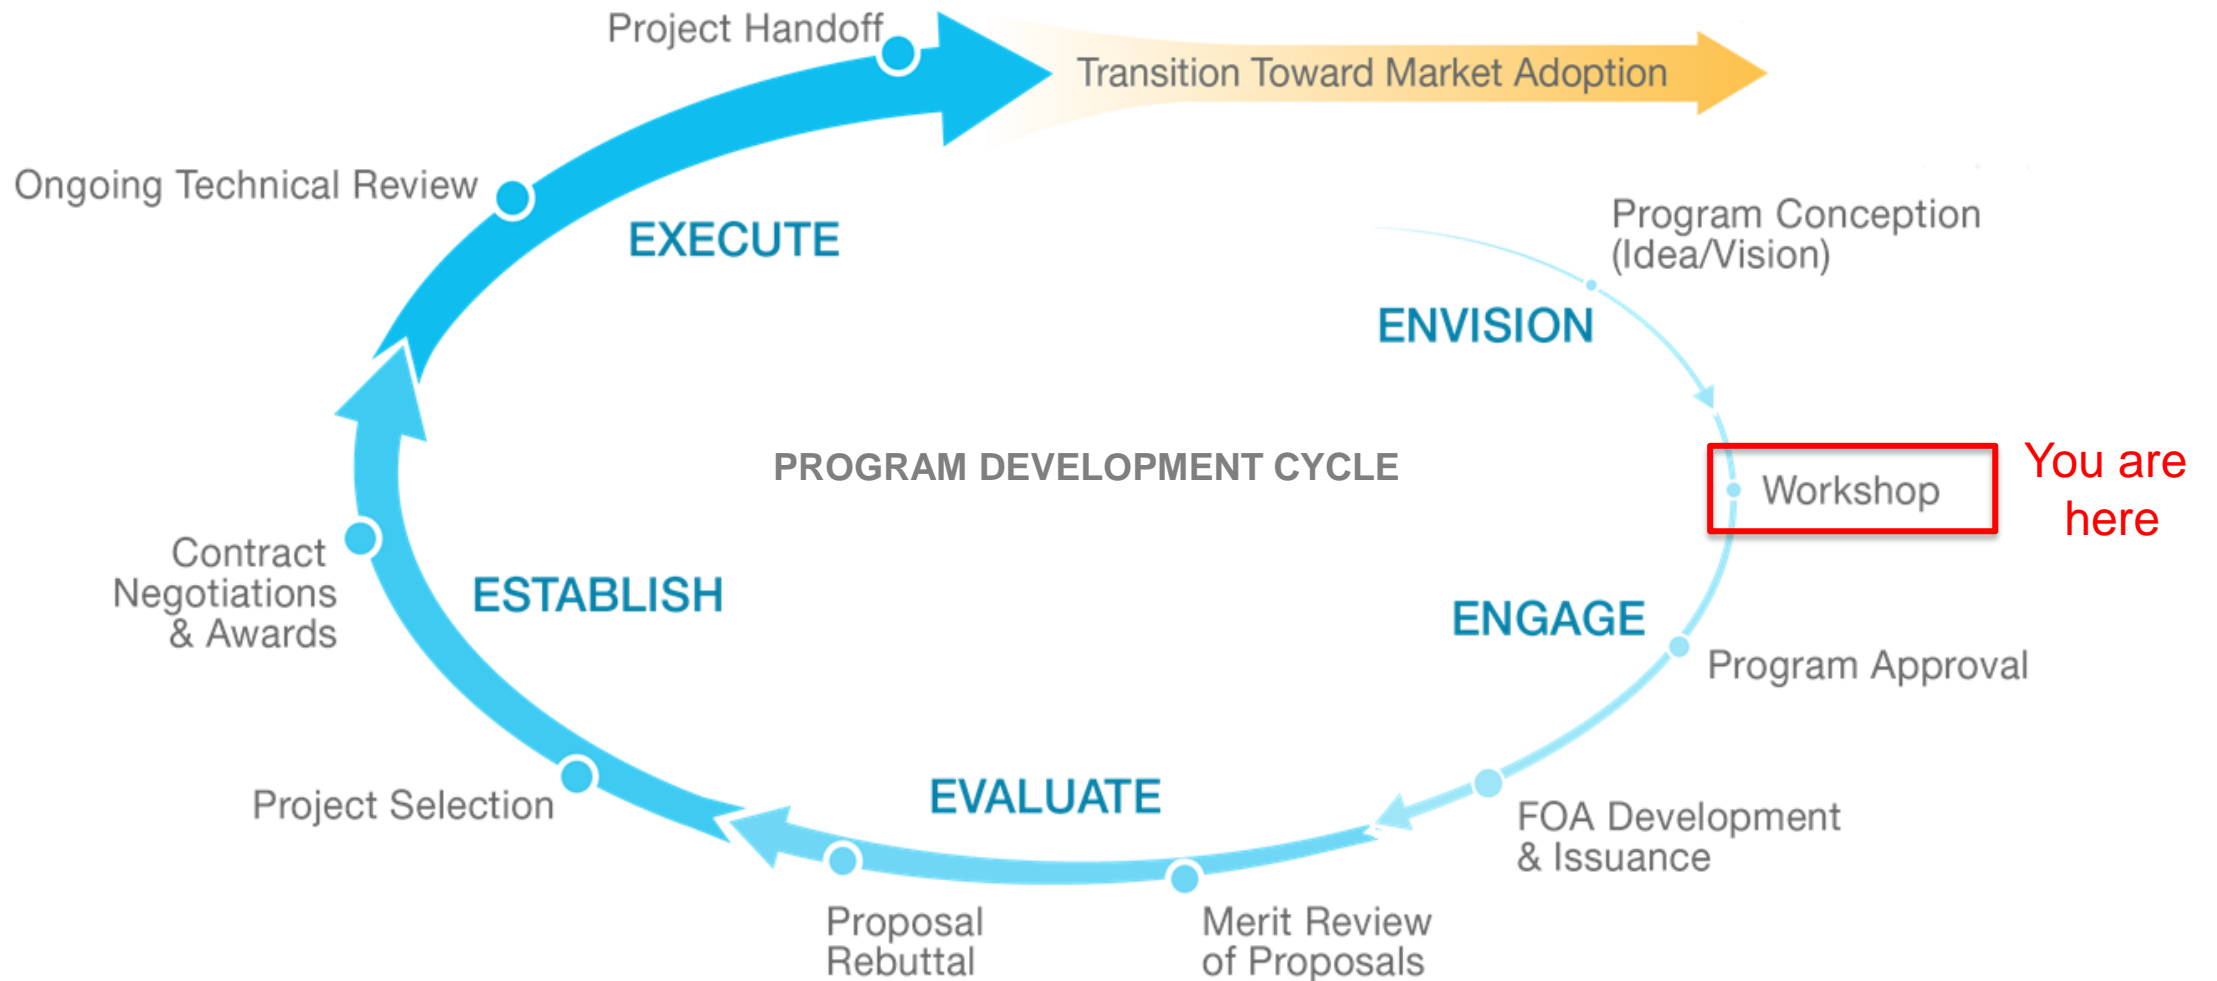 Project Handoff
Transition Toward Market Adoption
Ongoing Technical Review
EXECUTE
Program Conception
(Idea/Vision)
ENVISION
PROGRAM DEVELOPMENT CYCLE
Workshop
You are
here
ENGAGE
Program Approval
Contract
Negotiations
& Awards
ESTABLISH
Project Selection
EVALUATE
FOA Development
& Issuance
Proposal
Rebuttal
Merit Review
of Proposals